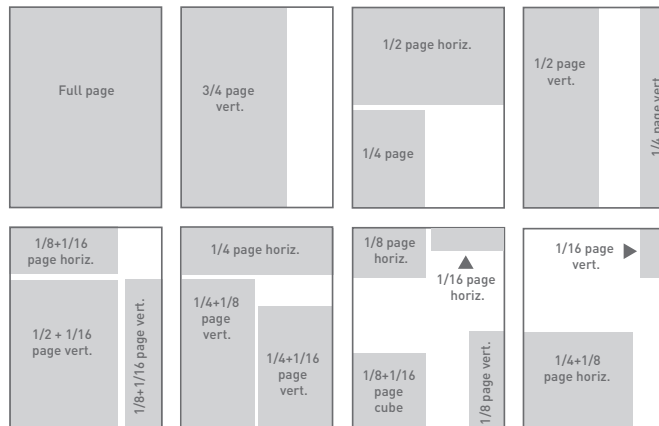 Full page
3/4 page
vert.
1/2 page horiz.
1/4 page
1/2 page
vert.
1/4 page vert.
1/8+1/16
page horiz.
1/2 + 1/16
page vert.
1/8+1/16 page vert.
1/4 page horiz.
1/4+1/8
page
vert.
1/4+1/16
page
vert.
1/8 page
horiz.
1/16 page
horiz.
1/8+1/16
page
cube
1/8 page vert.
1/16 page
vert.
1/4+1/8
page horiz.